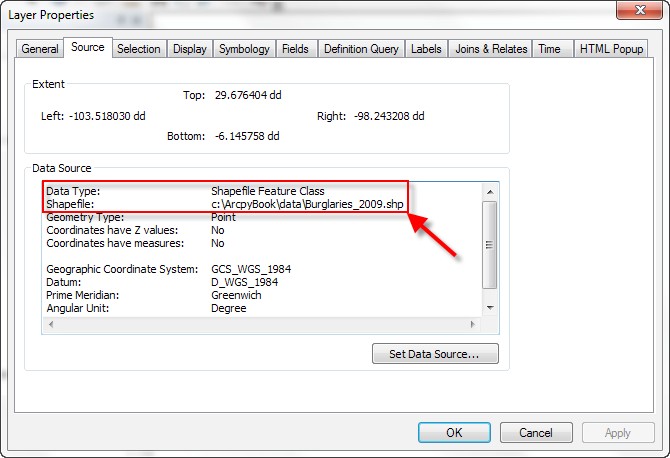 Layer Properties
General Source Selection Display Symbology Fields Definition Query Labels Joins & Relates Time HTML Popup
Extent
Top: 29.676404 dd
Left: -103.518030 dd Right: -98.243208 dd
Bottom: -6.145758 dd
Data Source
Data Type: Shapefile Feature Class
Shapefile: c:\ArcpyBook\data\Burglaries_2009.shp
Geometry Type: Point
Coordinates have Z values: No
Coordinates have measures: No
Geographic Coordinate System: GCS_WGS_1984
Datum: D_WGS_1984
Prime Meridian: Greenwich
Angular Unit: Degree
Set Data Source...
OK Cancel Apply